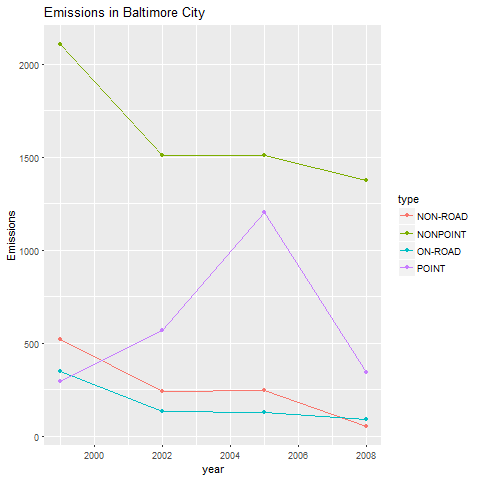 Emissions in Baltimore City
2000
1500
1000
500
0
Emissions
2000 2002 2004 2006 2008
year
type
NON-ROAD
NONPOINT
ON-ROAD
POINT